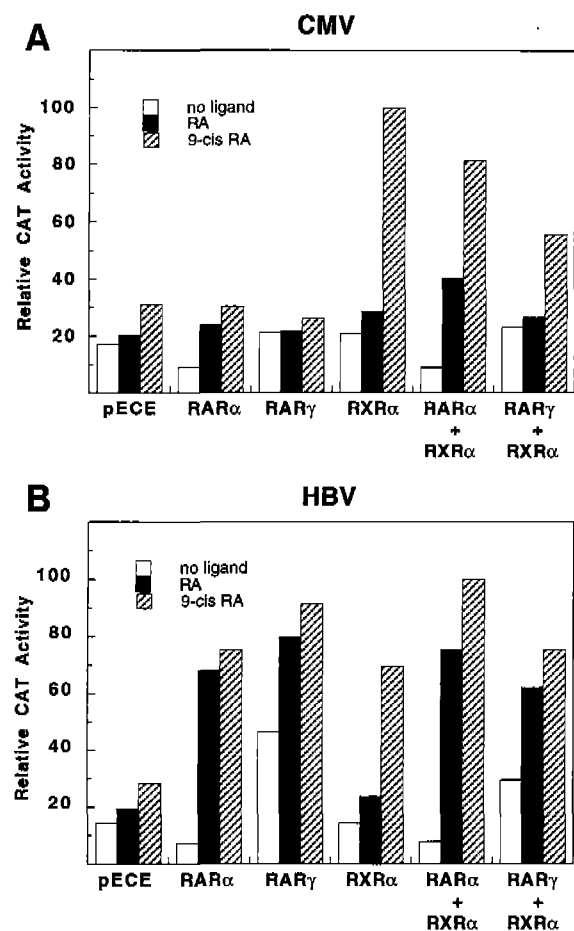 A
CMV
Relative CAT Activity
100
80
60
40
20
no ligand
RA
9-cis RA
pECE
RARα
RARγ
RXRα
RARα
+
RXRα
RARγ
+
RXRα
B
HBV
Relative CAT Activity
100
80
60
40
20
no ligand
RA
9-cis RA
pECE
RARα
RARγ
RXRα
RARα
+
RXRα
RARγ
+
RXRα